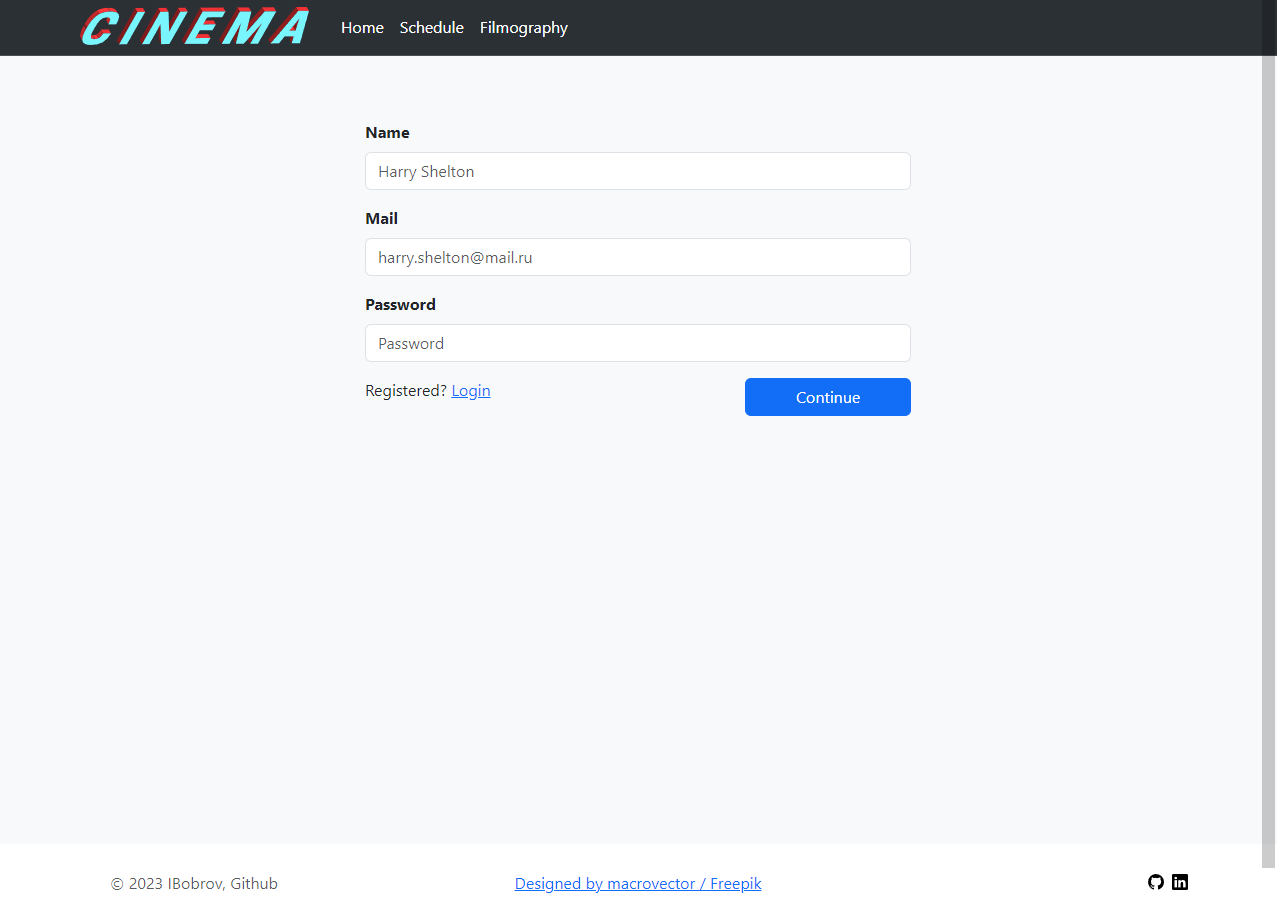 CINEMA Home Schedule Filmography
Name
Harry Shelton
Mail
harry.shelton@mail.ru
Password
Password
Registered? Login Continue
© 2023 IBobrov, Github Designed by macrovector / Freepik in